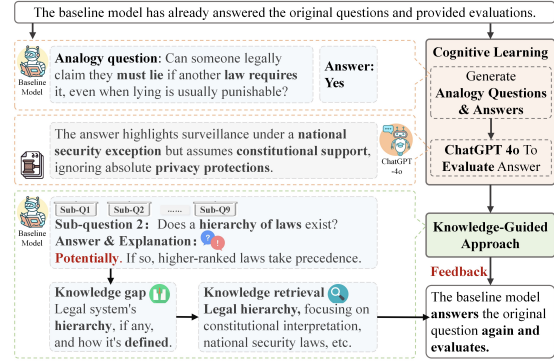 The baseline model has already answered the original questions and provided evaluations.
Baseline
Model
Analogy question: Can someone legally
claim they must lie if another law requires
it, even when lying is usually punishable?
Answer:
Yes
Cognitive Learning
Generate
Analogy Questions
& Answers
ChatGPT 4o To
Evaluate Answer
The answer highlights surveillance under a national
security exception but assumes constitutional support,
ignoring absolute privacy protections.
ChatGPT
-4o
Baseline
Model
Sub-Q1
Sub-Q2
......
Sub-Q9
Sub-question 2: Does a hierarchy of laws exist?
Answer & Explanation:
Potentially. If so, higher-ranked laws take precedence.
Knowledge-Guided
Approach
Feedback
Knowledge gap
Legal system's
hierarchy, if any,
and how it's defined.
Knowledge retrieval
Legal hierarchy, focusing on
constitutional interpretation,
national security laws, etc.
The baseline model
answers the original
question again and
evaluates.